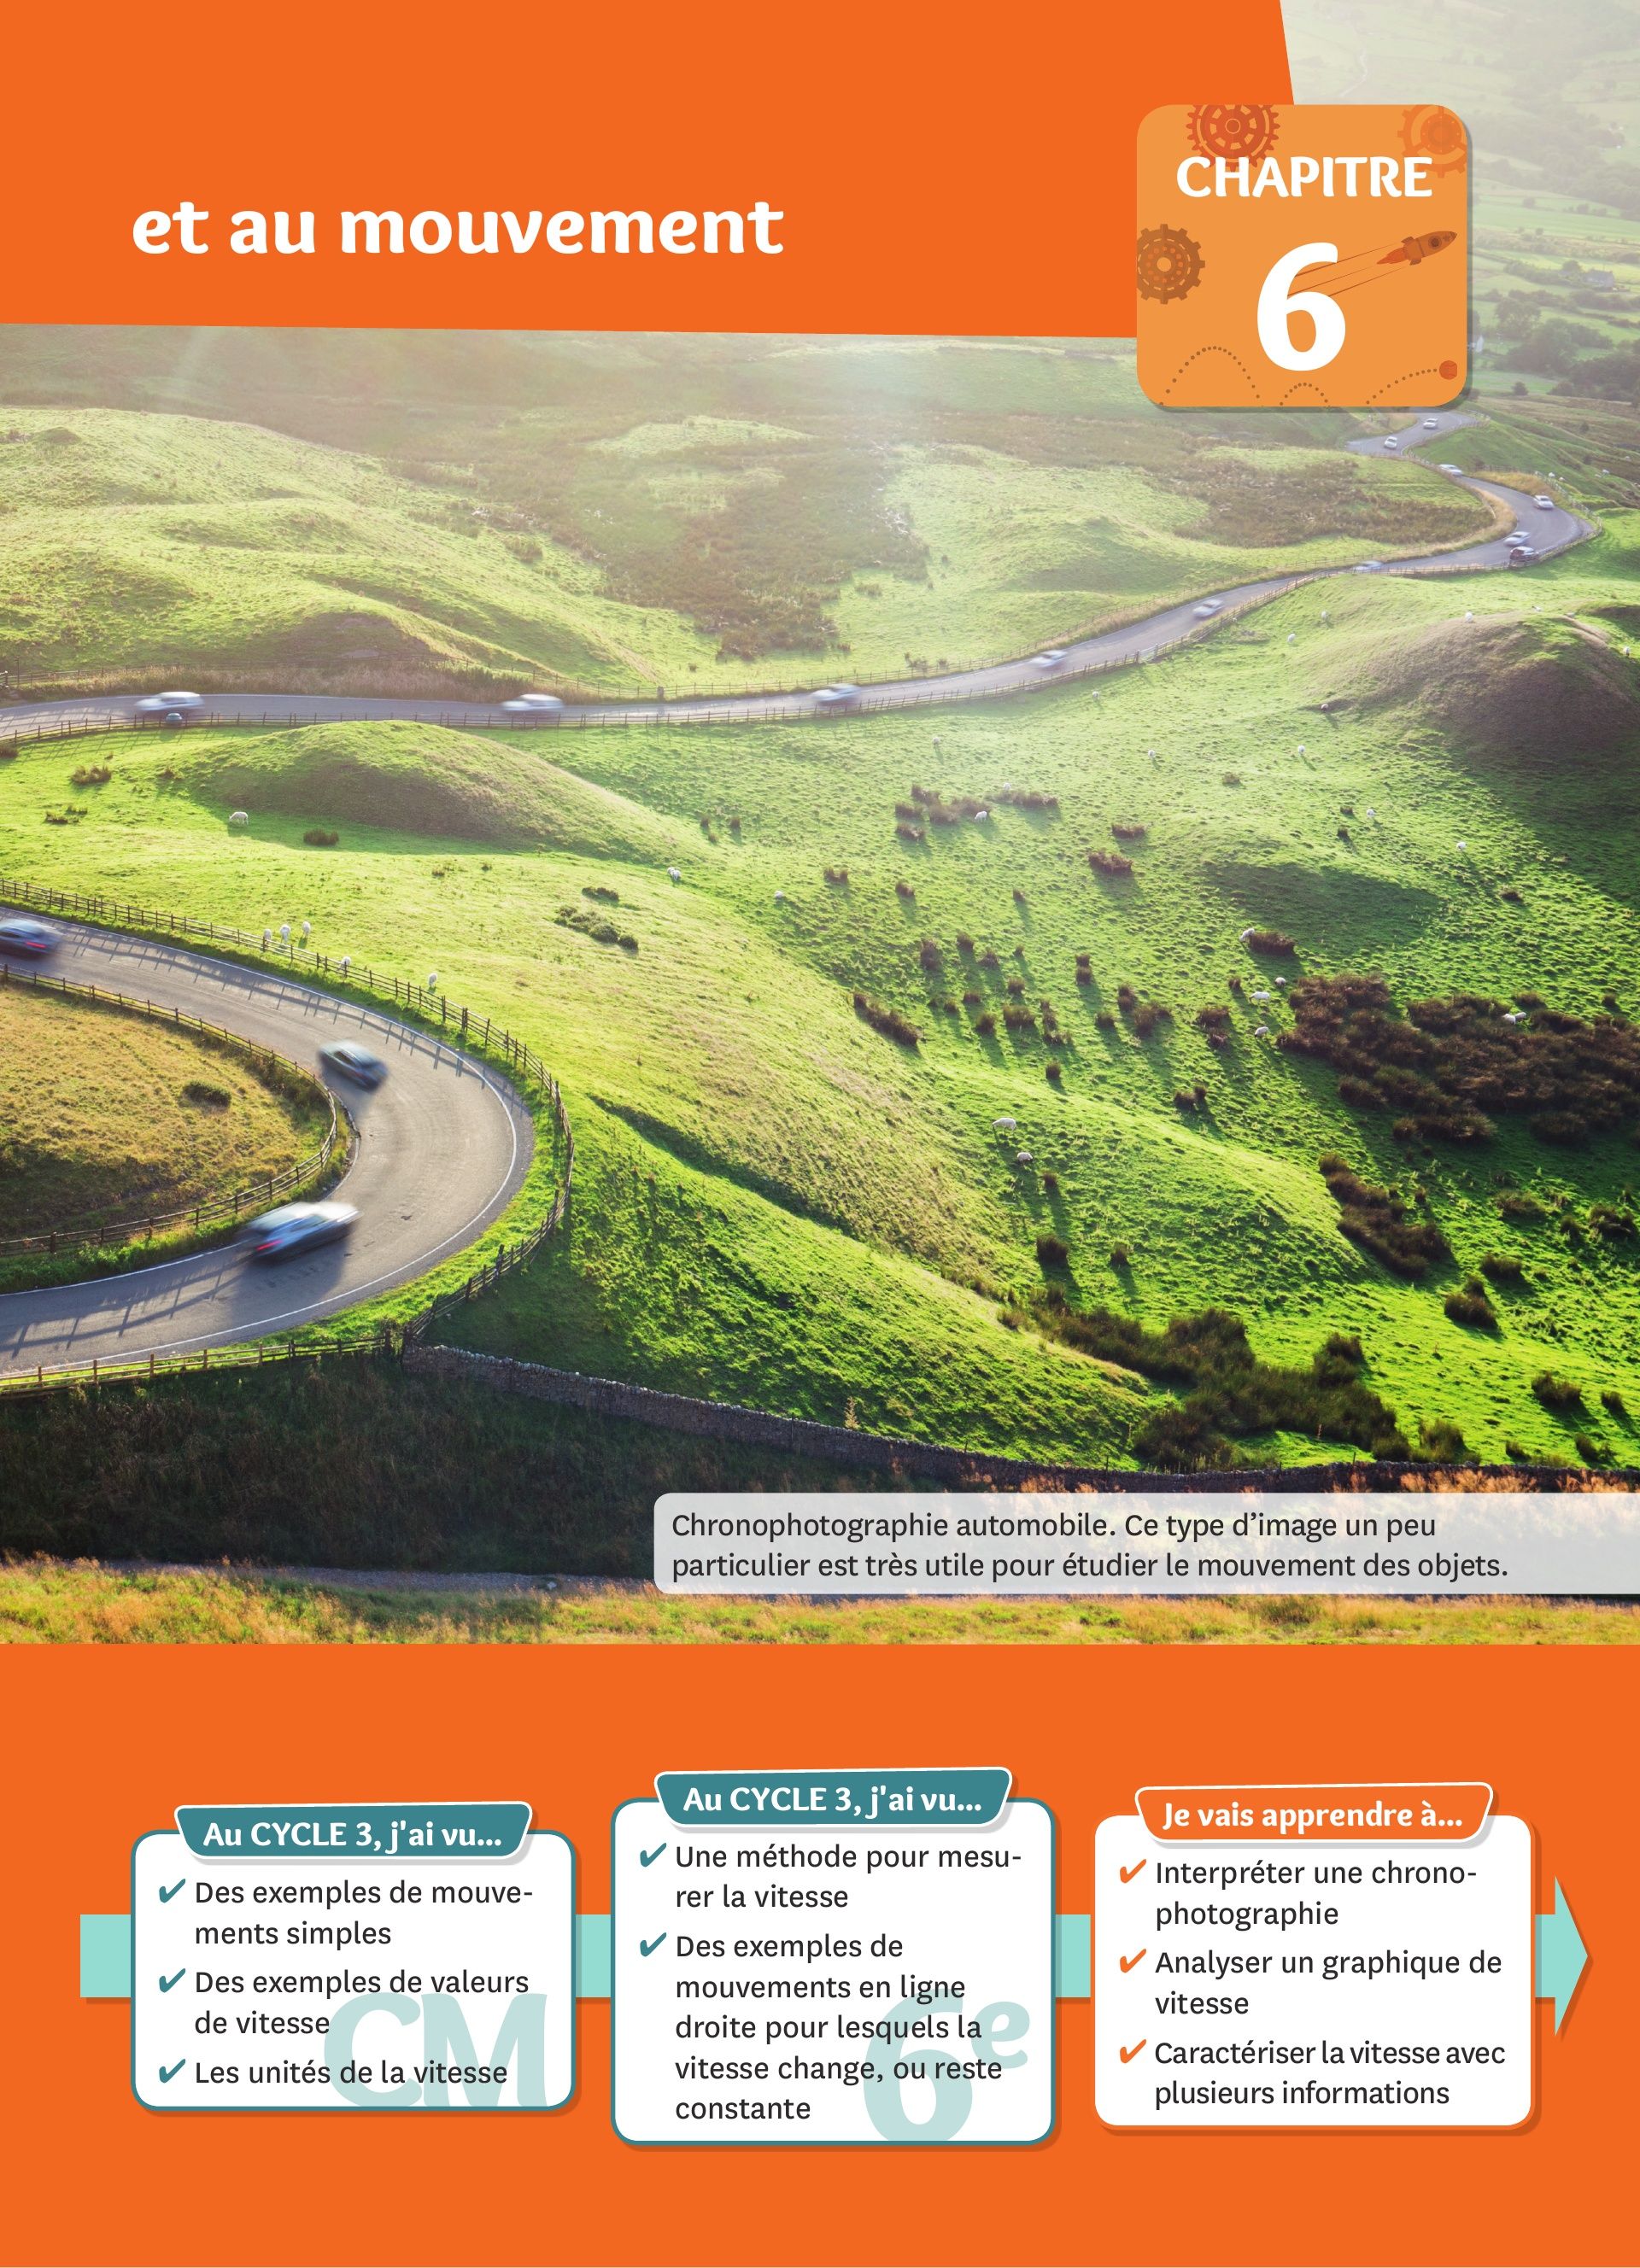 et au mouvement
CHAPITRE
6
Chronophotographie automobile. Ce type d’image un peu
particulier est très utile pour étudier le mouvement des objets.
Au CYCLE 3, j'ai vu...
✔ Des exemples de mouve-
ments simples
✔ Des exemples de valeurs
de vitesse
✔ Les unités de la vitesse
CM
Au CYCLE 3, j'ai vu...
✔ Une méthode pour mesu-
rer la vitesse
✔ Des exemples de
mouvements en ligne
droite pour lesquels la
vitesse change, ou reste
constante
6e
Je vais apprendre à...
✔ Interpréter une chrono-
photographie
✔ Analyser un graphique de
vitesse
✔ Caractériser la vitesse avec
plusieurs informations